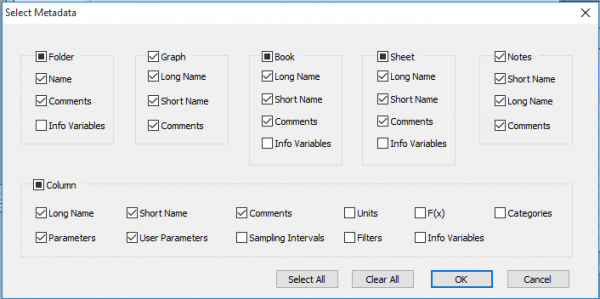 Select Metadata
Folder
Name
Comments
Info Variables
Graph
Long Name
Short Name
Comments
Book
Long Name
Short Name
Comments
Info Variables
Sheet
Long Name
Short Name
Comments
Info Variables
Notes
Short Name
Long Name
Comments
Column
Long Name Short Name Comments Units F(x) Categories
Parameters User Parameters Sampling Intervals Filters Info Variables
Select All Clear All OK Cancel